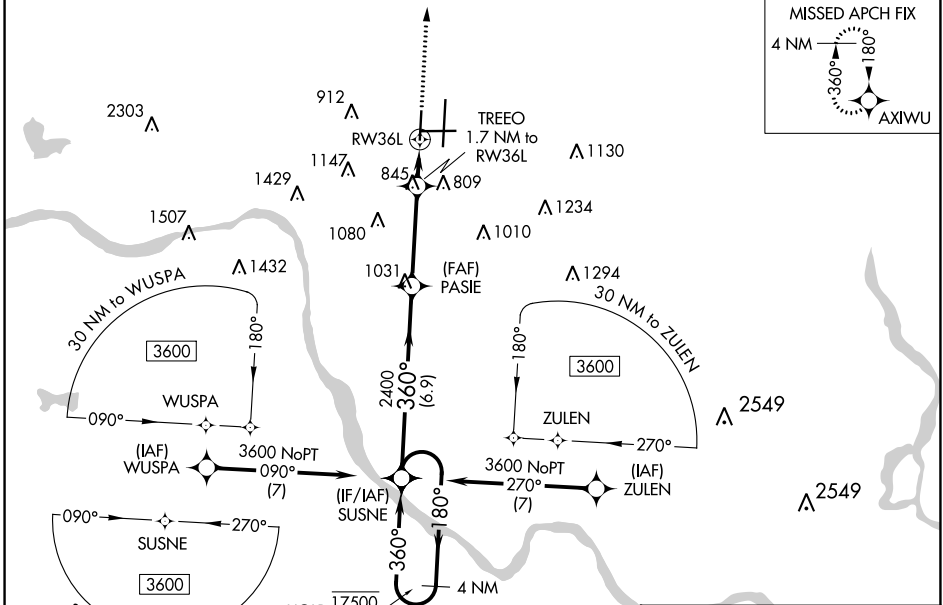 MISSED APCH FIX
4 NM
180°
360°
AXIWU
2303
912
RW36L
TREEO
1.7 NM to
RW36L
1130
1147
845
809
1429
1234
1507
1080
1010
1432
1031
(FAF)
PASIE
1294
30 NM to WUSPA
3600
180°
090°
WUSPA
30 NM to ZULEN
3600
180°
ZULEN
270°
2400
360°
(6.9)
2549
(IAF)
WUSPA
3600 NoPT
090°
(7)
(IF/IAF)
SUSNE
3600 NoPT
270°
(7)
(IAF)
ZULEN
2549
090°
270°
SUSNE
3600
360°
180°
4 NM
17500